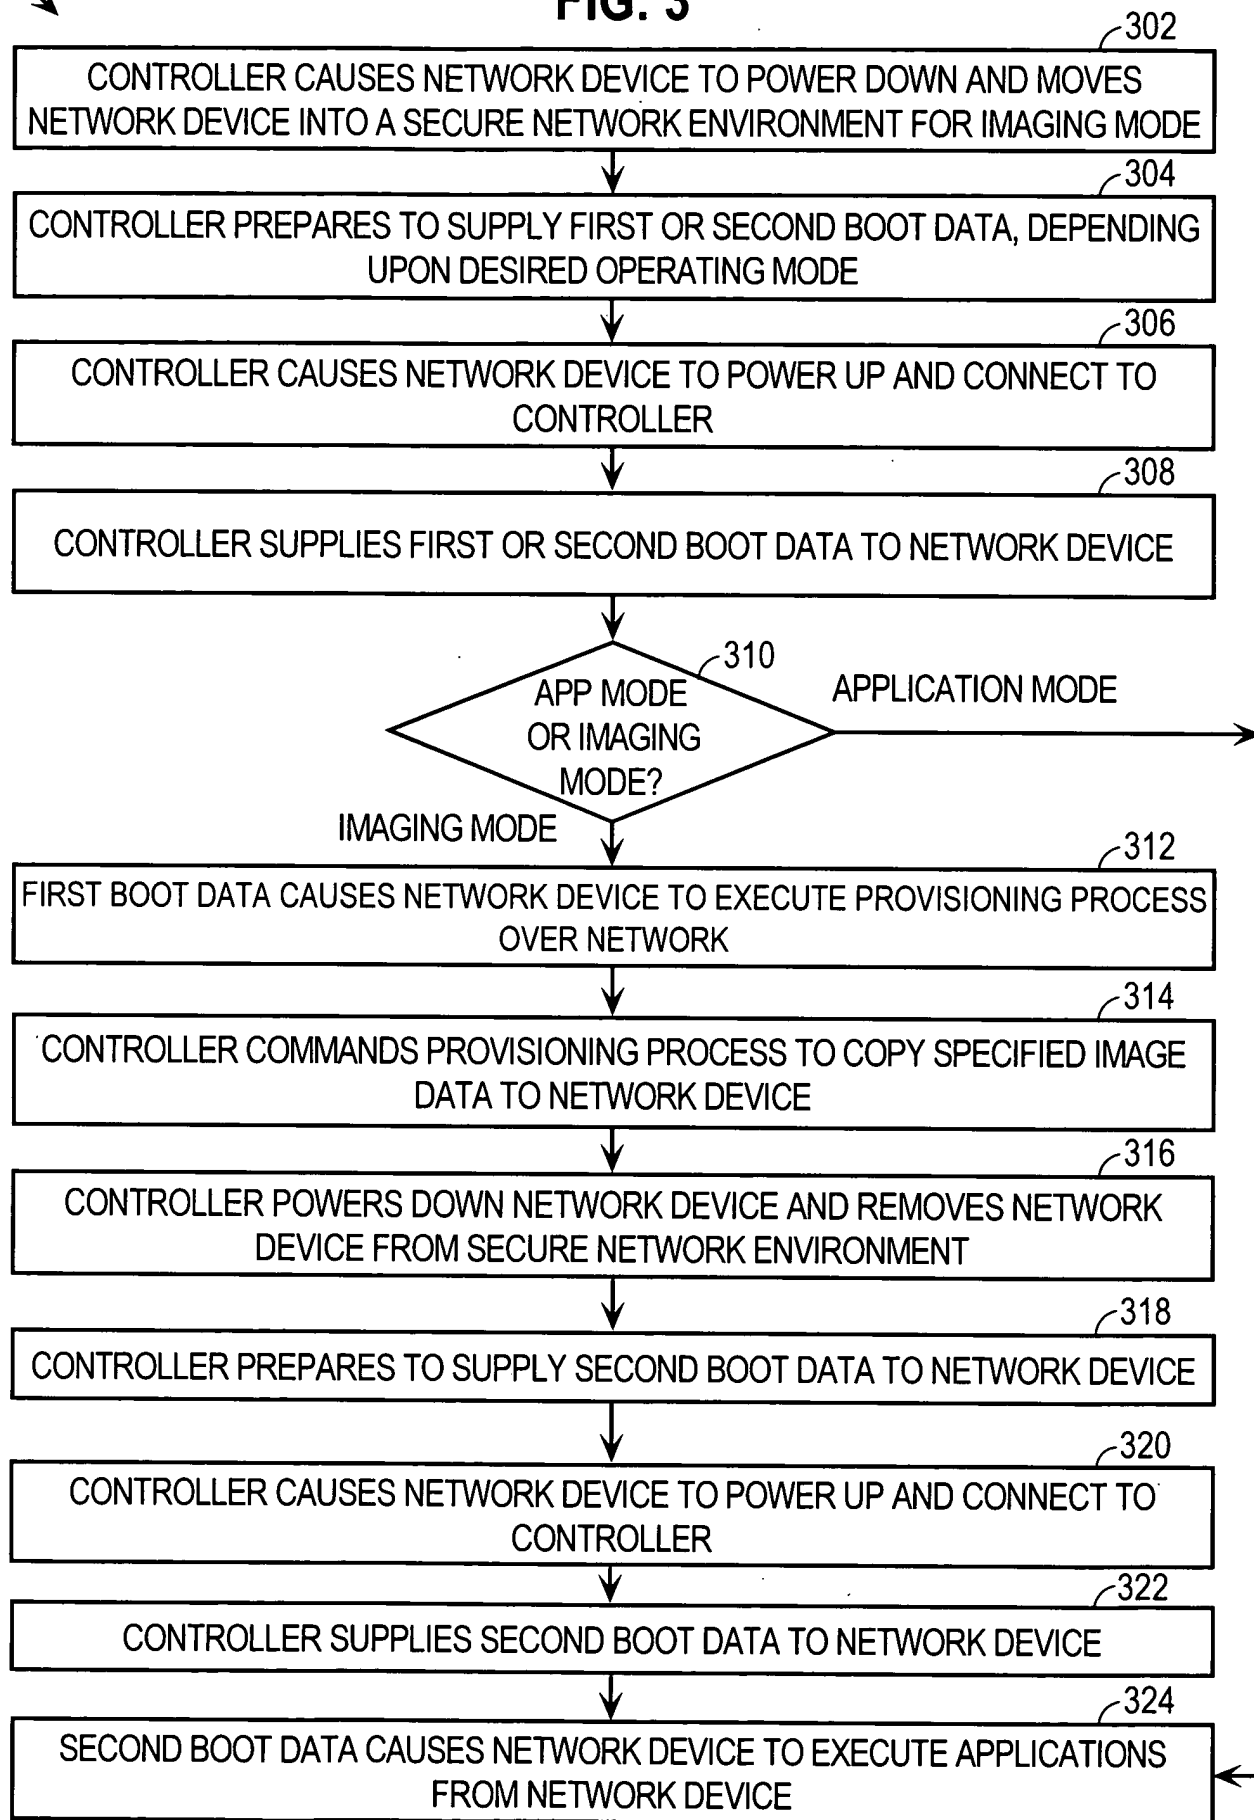 FIG. 3
302
CONTROLLER CAUSES NETWORK DEVICE TO POWER DOWN AND MOVES
NETWORK DEVICE INTO A SECURE NETWORK ENVIRONMENT FOR IMAGING MODE
304
CONTROLLER PREPARES TO SUPPLY FIRST OR SECOND BOOT DATA, DEPENDING
UPON DESIRED OPERATING MODE
306
CONTROLLER CAUSES NETWORK DEVICE TO POWER UP AND CONNECT TO
CONTROLLER
308
CONTROLLER SUPPLIES FIRST OR SECOND BOOT DATA TO NETWORK DEVICE
310
APP MODE
OR IMAGING
MODE?
APPLICATION MODE
IMAGING MODE
312
FIRST BOOT DATA CAUSES NETWORK DEVICE TO EXECUTE PROVISIONING PROCESS
OVER NETWORK
314
CONTROLLER COMMANDS PROVISIONING PROCESS TO COPY SPECIFIED IMAGE
DATA TO NETWORK DEVICE
316
CONTROLLER POWERS DOWN NETWORK DEVICE AND REMOVES NETWORK
DEVICE FROM SECURE NETWORK ENVIRONMENT
318
CONTROLLER PREPARES TO SUPPLY SECOND BOOT DATA TO NETWORK DEVICE
320
CONTROLLER CAUSES NETWORK DEVICE TO POWER UP AND CONNECT TO
CONTROLLER
322
CONTROLLER SUPPLIES SECOND BOOT DATA TO NETWORK DEVICE
324
SECOND BOOT DATA CAUSES NETWORK DEVICE TO EXECUTE APPLICATIONS
FROM NETWORK DEVICE